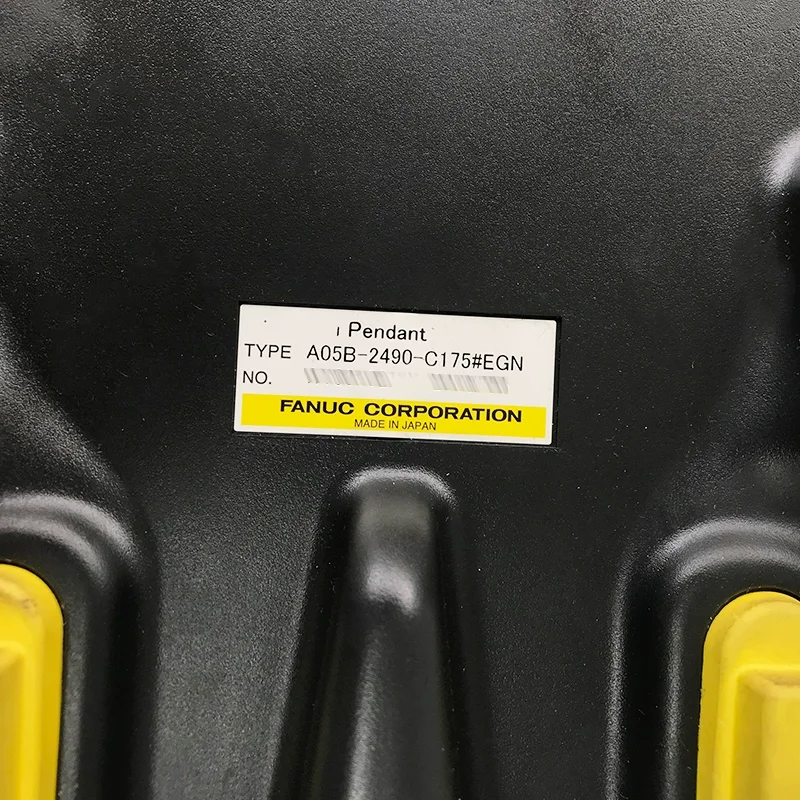 i Pendant
TYPE A05B-2490-C175#EGN
NO.
FANUC CORPORATION
MADE IN JAPAN